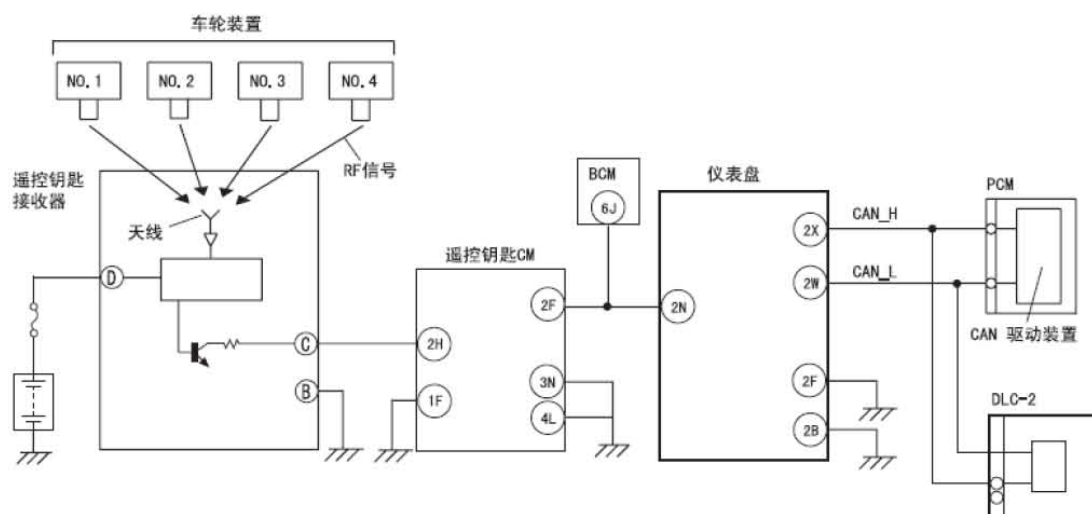 车轮装置
NO.1
NO.2
NO.3
NO.4
RF信号
遥控钥匙
接收器
天线
D
C
B
遥控钥匙CM
2H
1F
2F
3N
4L
BCM
6J
仪表盘
2N
2X
2W
2F
2B
CAN_H
CAN_L
PCM
CAN 驱动装置
DLC-2